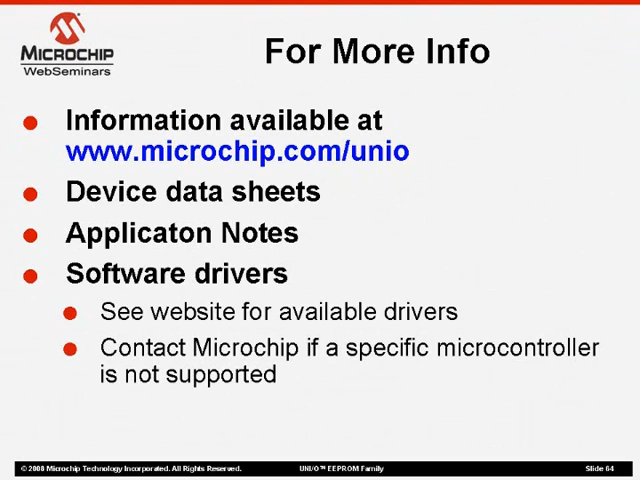 MICROCHIP
WebSeminars
For More Info
Information available at
www.microchip.com/unio
Device data sheets
Applicaton Notes
Software drivers
See website for available drivers
Contact Microchip if a specific microcontroller
is not supported
© 2008 Microchip Technology Incorporated. All Rights Reserved. UNI/O™ EEPROM Family Slide 64